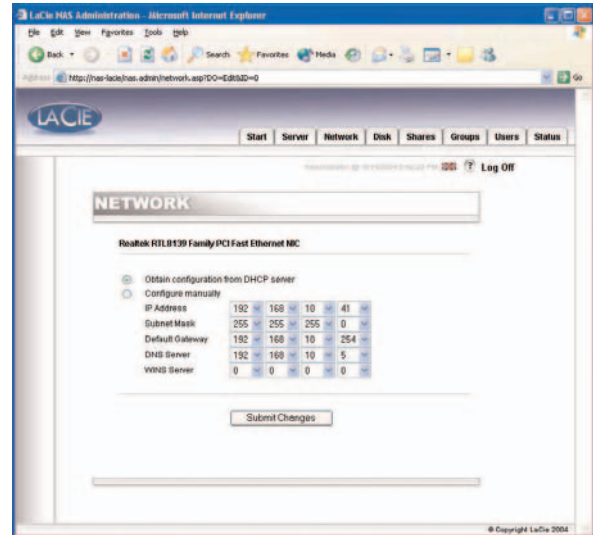 LaCie NAS Administration - Microsoft Internet Explorer
File Edit View Favorites Tools Help
Back Search Favorites Media
http://nas-lacie/nas.admin/network.asp?DO=Edit&ID=0 Go
LACIE
Start Server Network Disk Shares Groups Users Status
? Log Off
NETWORK
Realtek RTL8139 Family PCI Fast Ethernet NIC
Obtain configuration from DHCP server
Configure manually
IP Address 192 168 10 41
Subnet Mask 255 255 255 0
Default Gateway 192 168 10 254
DNS Server 192 168 10 5
WINS Server 0 0 0 0
Submit Changes
© Copyright LaCie 2004